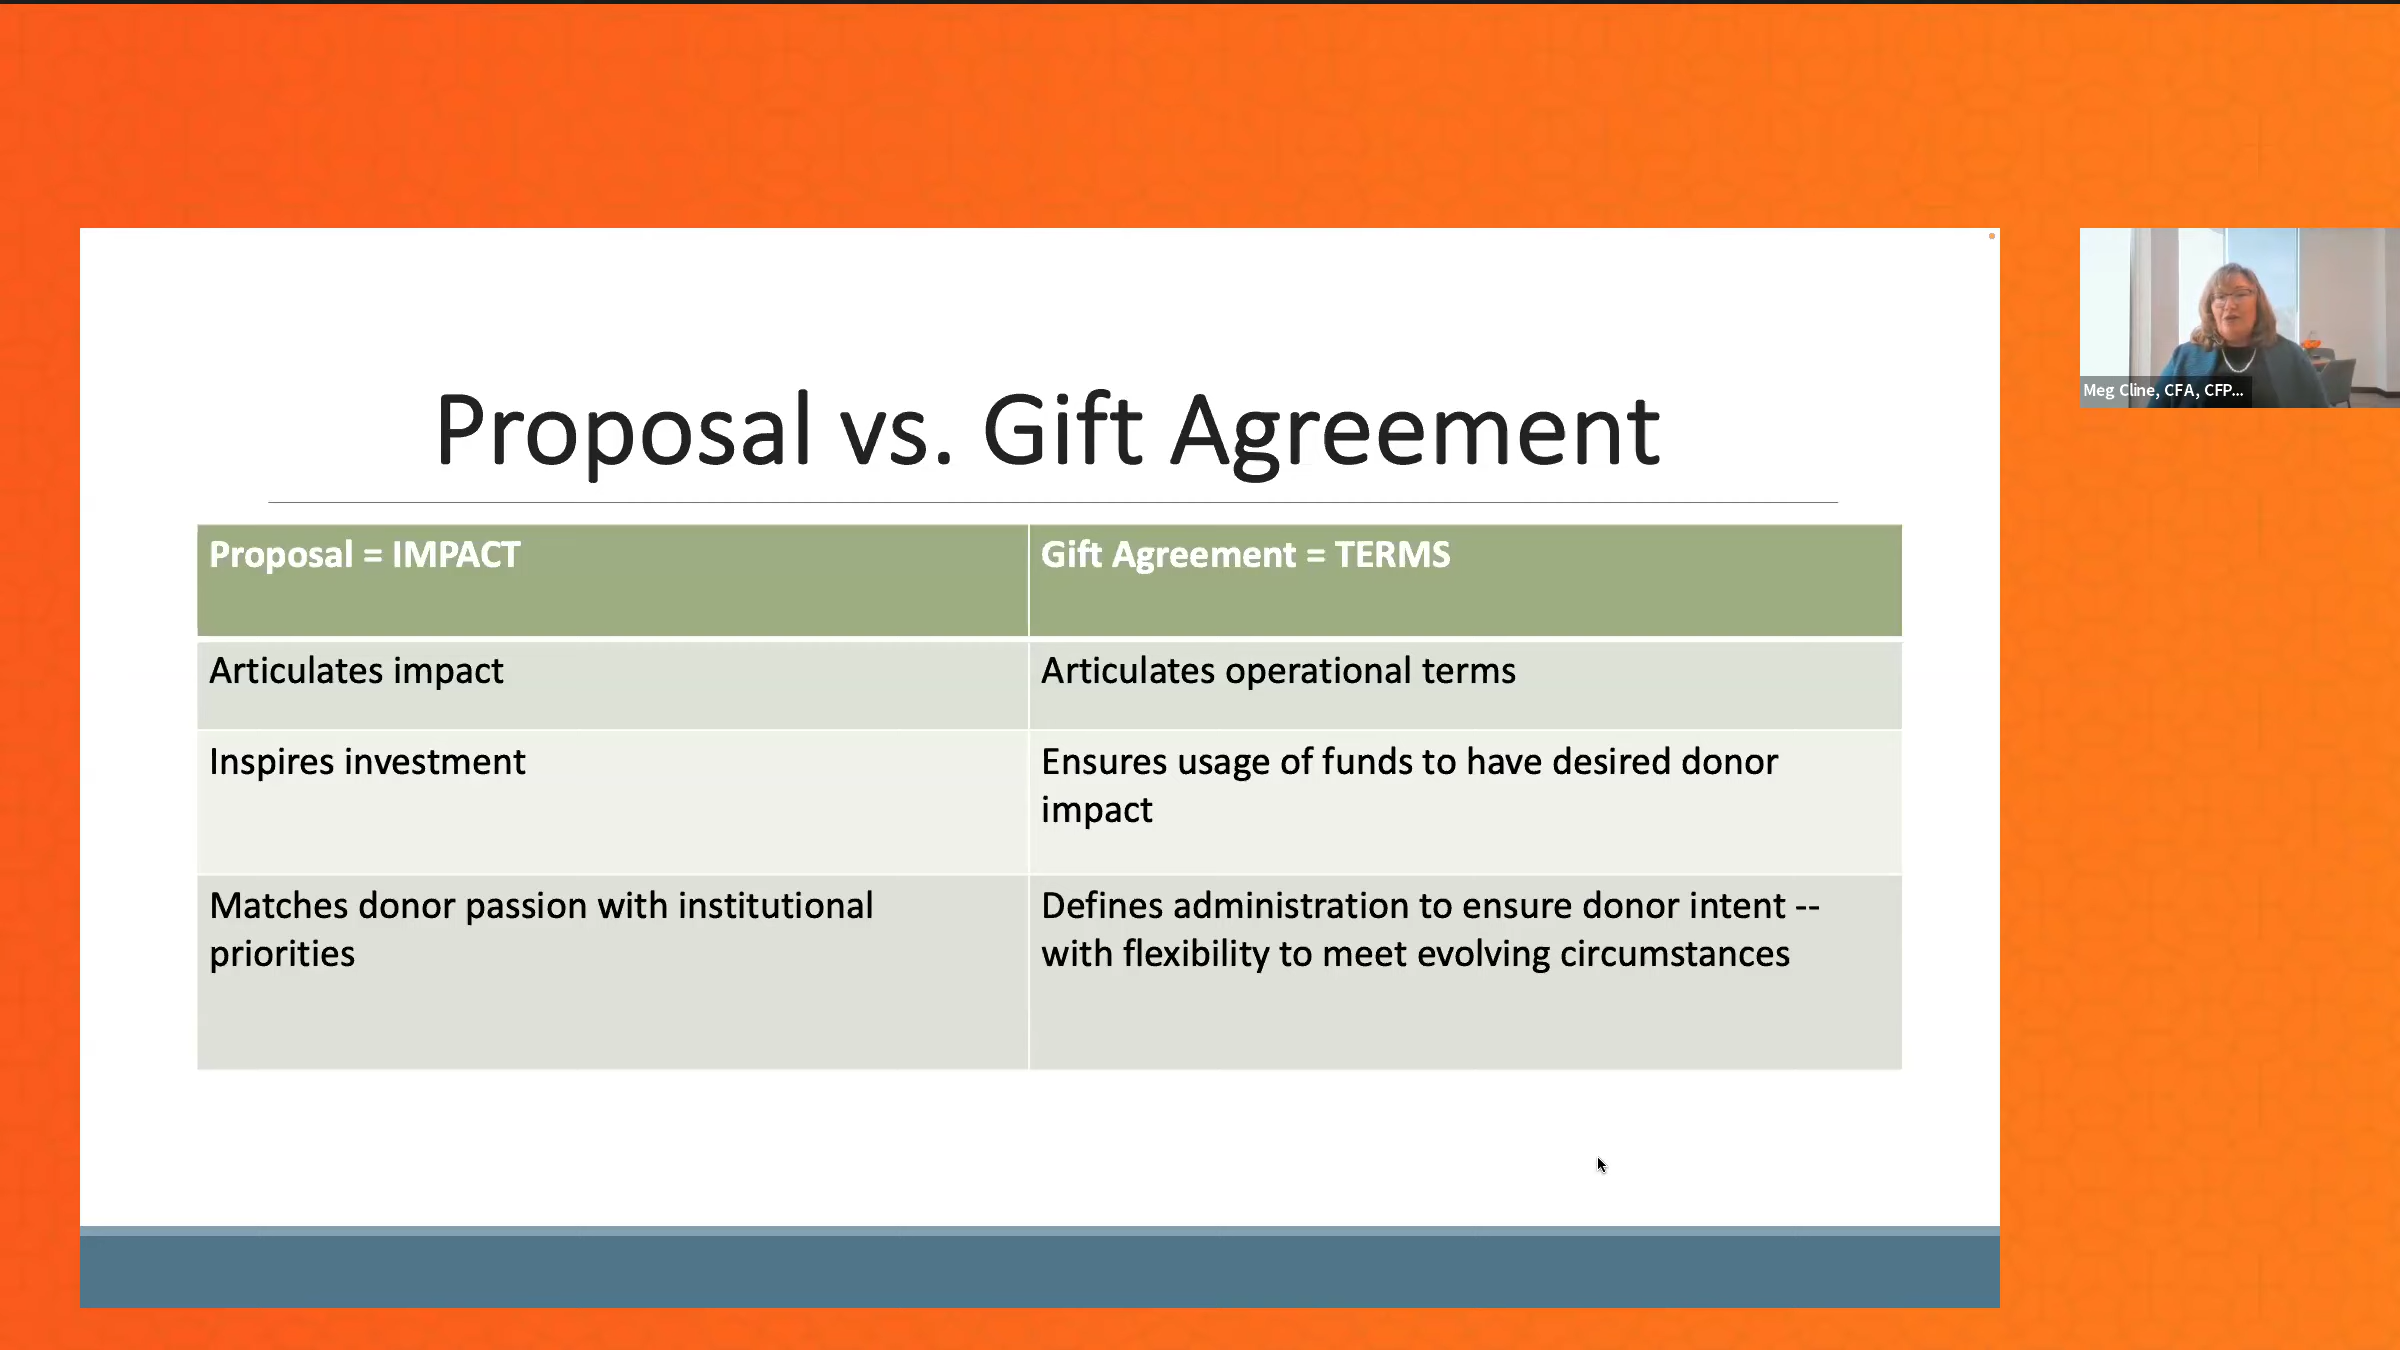 Proposal vs. Gift Agreement
Proposal = IMPACT
Gift Agreement = TERMS
Articulates impact
Articulates operational terms
Inspires investment
Ensures usage of funds to have desired donor
impact
Matches donor passion with institutional
priorities
Defines administration to ensure donor intent --
with flexibility to meet evolving circumstances
Meg Cline, CFA, CFP...